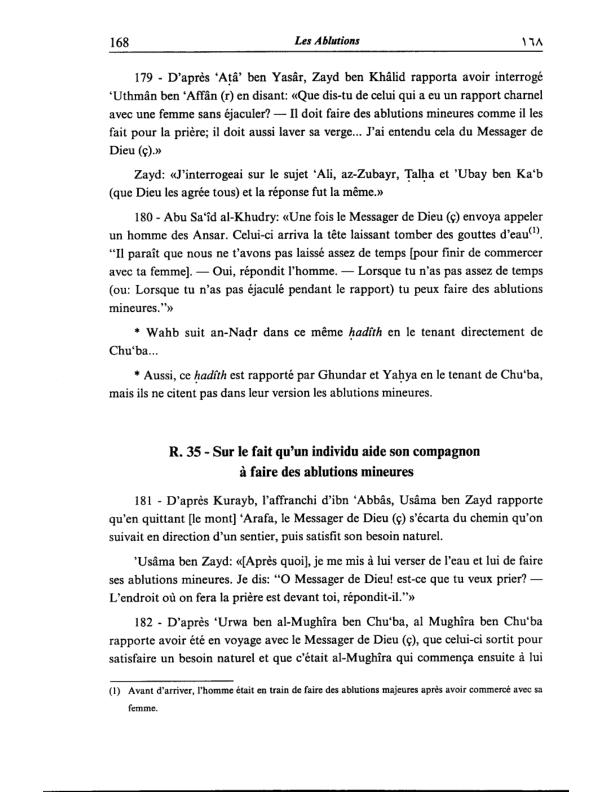 168 Les Ablutions ١٦٨
179 - D'après ‘Aṭâ’ ben Yasâr, Zayd ben Khâlid rapporta avoir interrogé
‘Uthmân ben ‘Affân (r) en disant: «Que dis-tu de celui qui a eu un rapport charnel
avec une femme sans éjaculer? — Il doit faire des ablutions mineures comme il les
fait pour la prière; il doit aussi laver sa verge... J'ai entendu cela du Messager de
Dieu (ç).»
Zayd: «J'interrogeai sur le sujet ‘Ali, az-Zubayr, Ṭalḥa et ’Ubay ben Ka‘b
(que Dieu les agrée tous) et la réponse fut la même.»
180 - Abu Sa‘îd al-Khudry: «Une fois le Messager de Dieu (ç) envoya appeler
un homme des Ansar. Celui-ci arriva la tête laissant tomber des gouttes d'eau(1).
“Il paraît que nous ne t'avons pas laissé assez de temps [pour finir de commercer
avec ta femme]. — Oui, répondit l'homme. — Lorsque tu n'as pas assez de temps
(ou: Lorsque tu n'as pas éjaculé pendant le rapport) tu peux faire des ablutions
mineures.”»
* Wahb suit an-Naḍr dans ce même ḥadîth en le tenant directement de
Chu‘ba...
* Aussi, ce ḥadîth est rapporté par Ghundar et Yaḥya en le tenant de Chu‘ba,
mais ils ne citent pas dans leur version les ablutions mineures.
R. 35 - Sur le fait qu'un individu aide son compagnon
à faire des ablutions mineures
181 - D'après Kurayb, l'affranchi d'ibn ‘Abbâs, Usâma ben Zayd rapporte
qu'en quittant [le mont] ‘Arafa, le Messager de Dieu (ç) s'écarta du chemin qu'on
suivait en direction d'un sentier, puis satisfit son besoin naturel.
’Usâma ben Zayd: «[Après quoi], je me mis à lui verser de l'eau et lui de faire
ses ablutions mineures. Je dis: “O Messager de Dieu! est-ce que tu veux prier? —
L'endroit où on fera la prière est devant toi, répondit-il.”»
182 - D'après ‘Urwa ben al-Mughîra ben Chu‘ba, al Mughîra ben Chu‘ba
rapporte avoir été en voyage avec le Messager de Dieu (ç), que celui-ci sortit pour
satisfaire un besoin naturel et que c'était al-Mughîra qui commença ensuite à lui
(1) Avant d'arriver, l'homme était en train de faire des ablutions majeures après avoir commercé avec sa
femme.